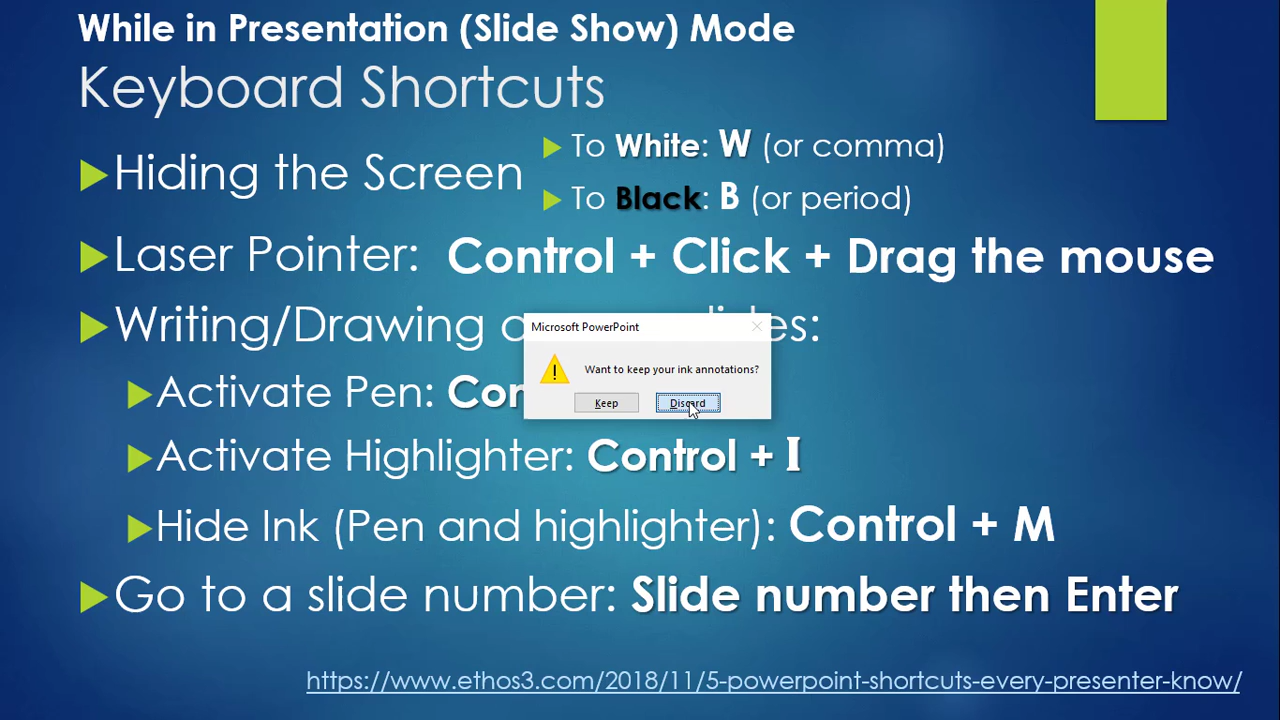 While in Presentation (Slide Show) Mode
Keyboard Shortcuts
Hiding the Screen
To White: W (or comma)
To Black: B (or period)
Laser Pointer: Control + Click + Drag the mouse
Writing/Drawing
Microsoft PowerPoint
Want to keep your ink annotations?
Keep
Discard
Activate Pen:
Activate Highlighter: Control + I
Hide Ink (Pen and highlighter): Control + M
Go to a slide number: Slide number then Enter
https://www.ethos3.com/2018/11/5-powerpoint-shortcuts-every-presenter-know/